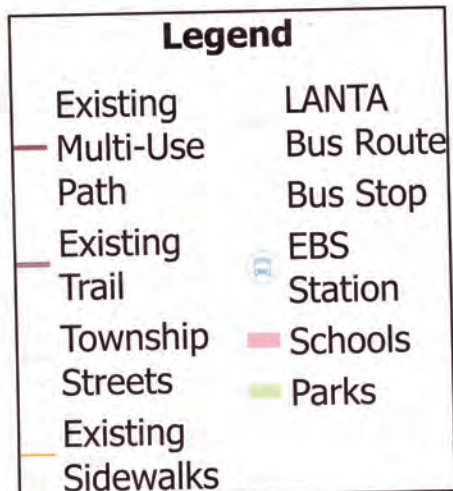 Legend
Existing
Multi-Use
Path
Existing
Trail
Township
Streets
Existing
Sidewalks
LANTA
Bus Route
Bus Stop
EBS
Station
Schools
Parks